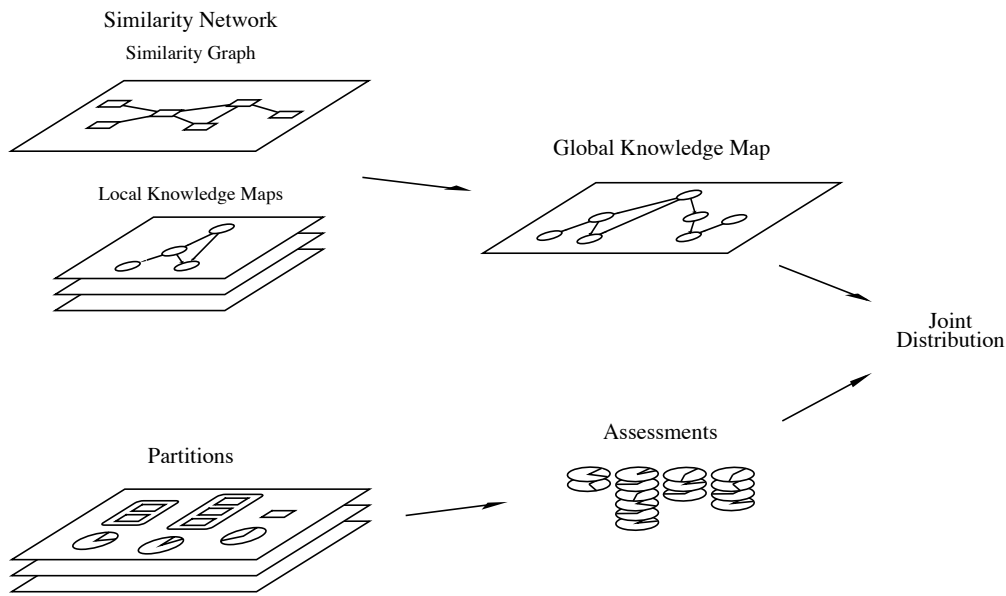 Similarity Network
Similarity Graph
Global Knowledge Map
Local Knowledge Maps
Joint
Distribution
Assessments
Partitions